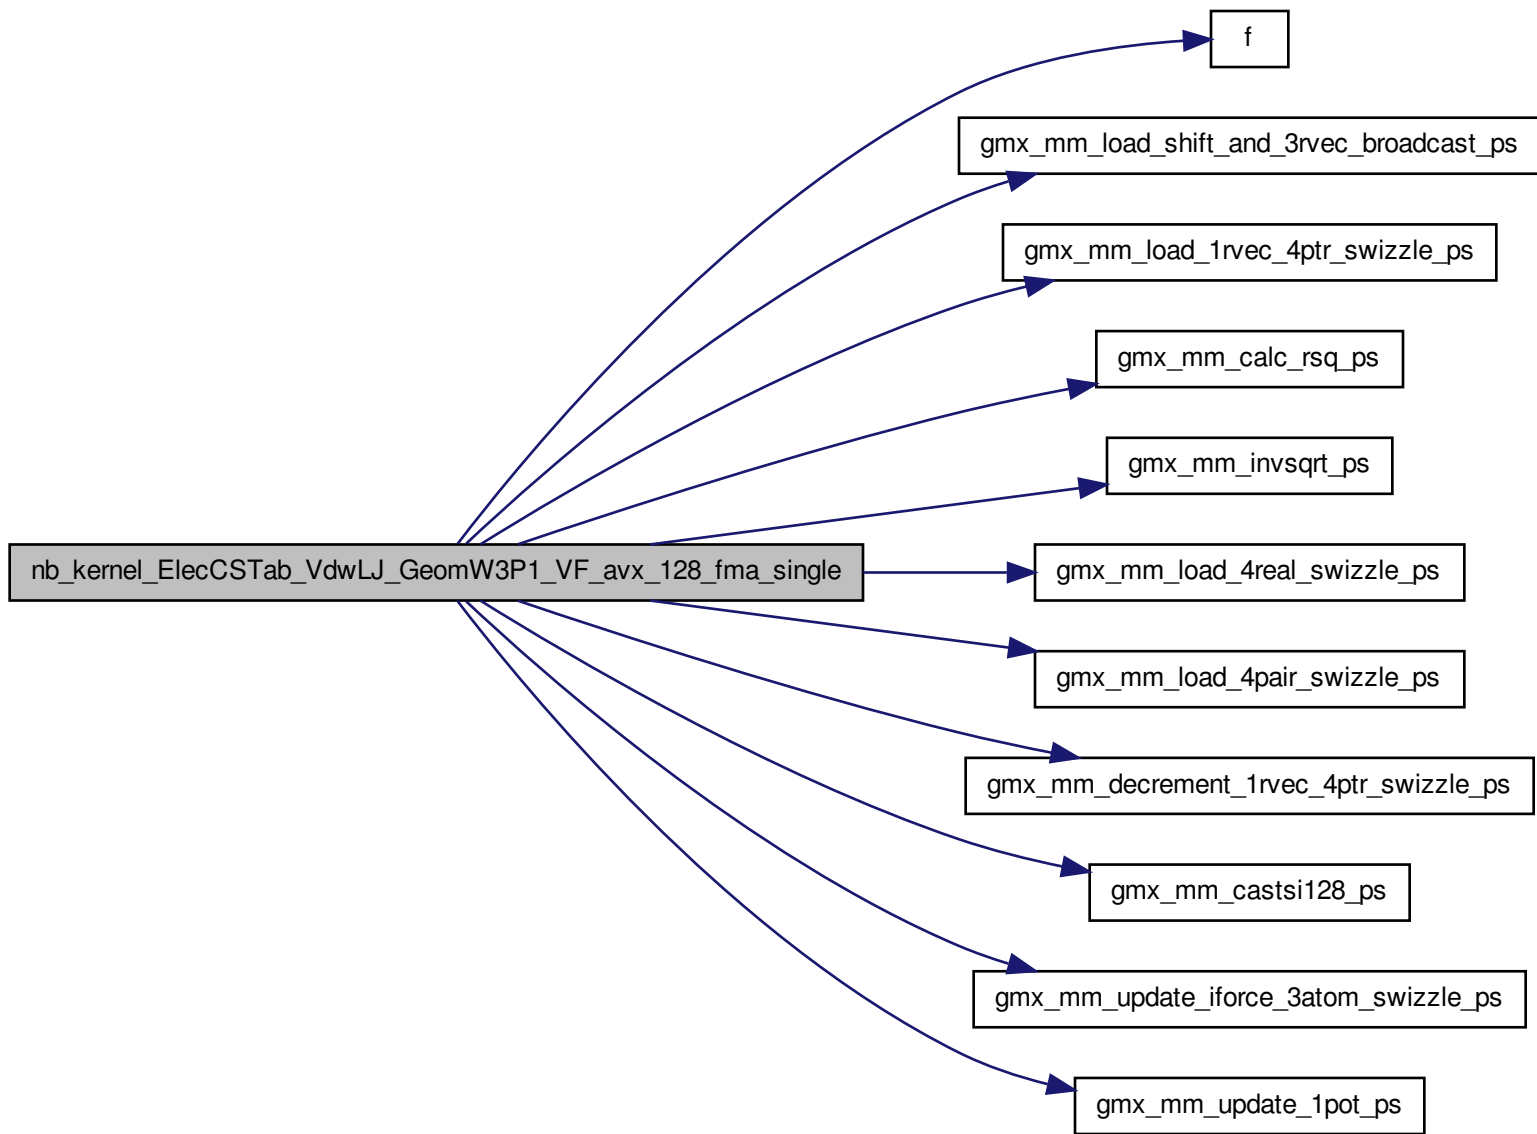 f
gmx_mm_load_shift_and_3rvec_broadcast_ps
gmx_mm_load_1rvec_4ptr_swizzle_ps
gmx_mm_calc_rsq_ps
gmx_mm_invsqrt_ps
nb_kernel_ElecCSTab_VdwLJ_GeomW3P1_VF_avx_128_fma_single
gmx_mm_load_4real_swizzle_ps
gmx_mm_load_4pair_swizzle_ps
gmx_mm_decrement_1rvec_4ptr_swizzle_ps
gmx_mm_castsi128_ps
gmx_mm_update_iforce_3atom_swizzle_ps
gmx_mm_update_1pot_ps